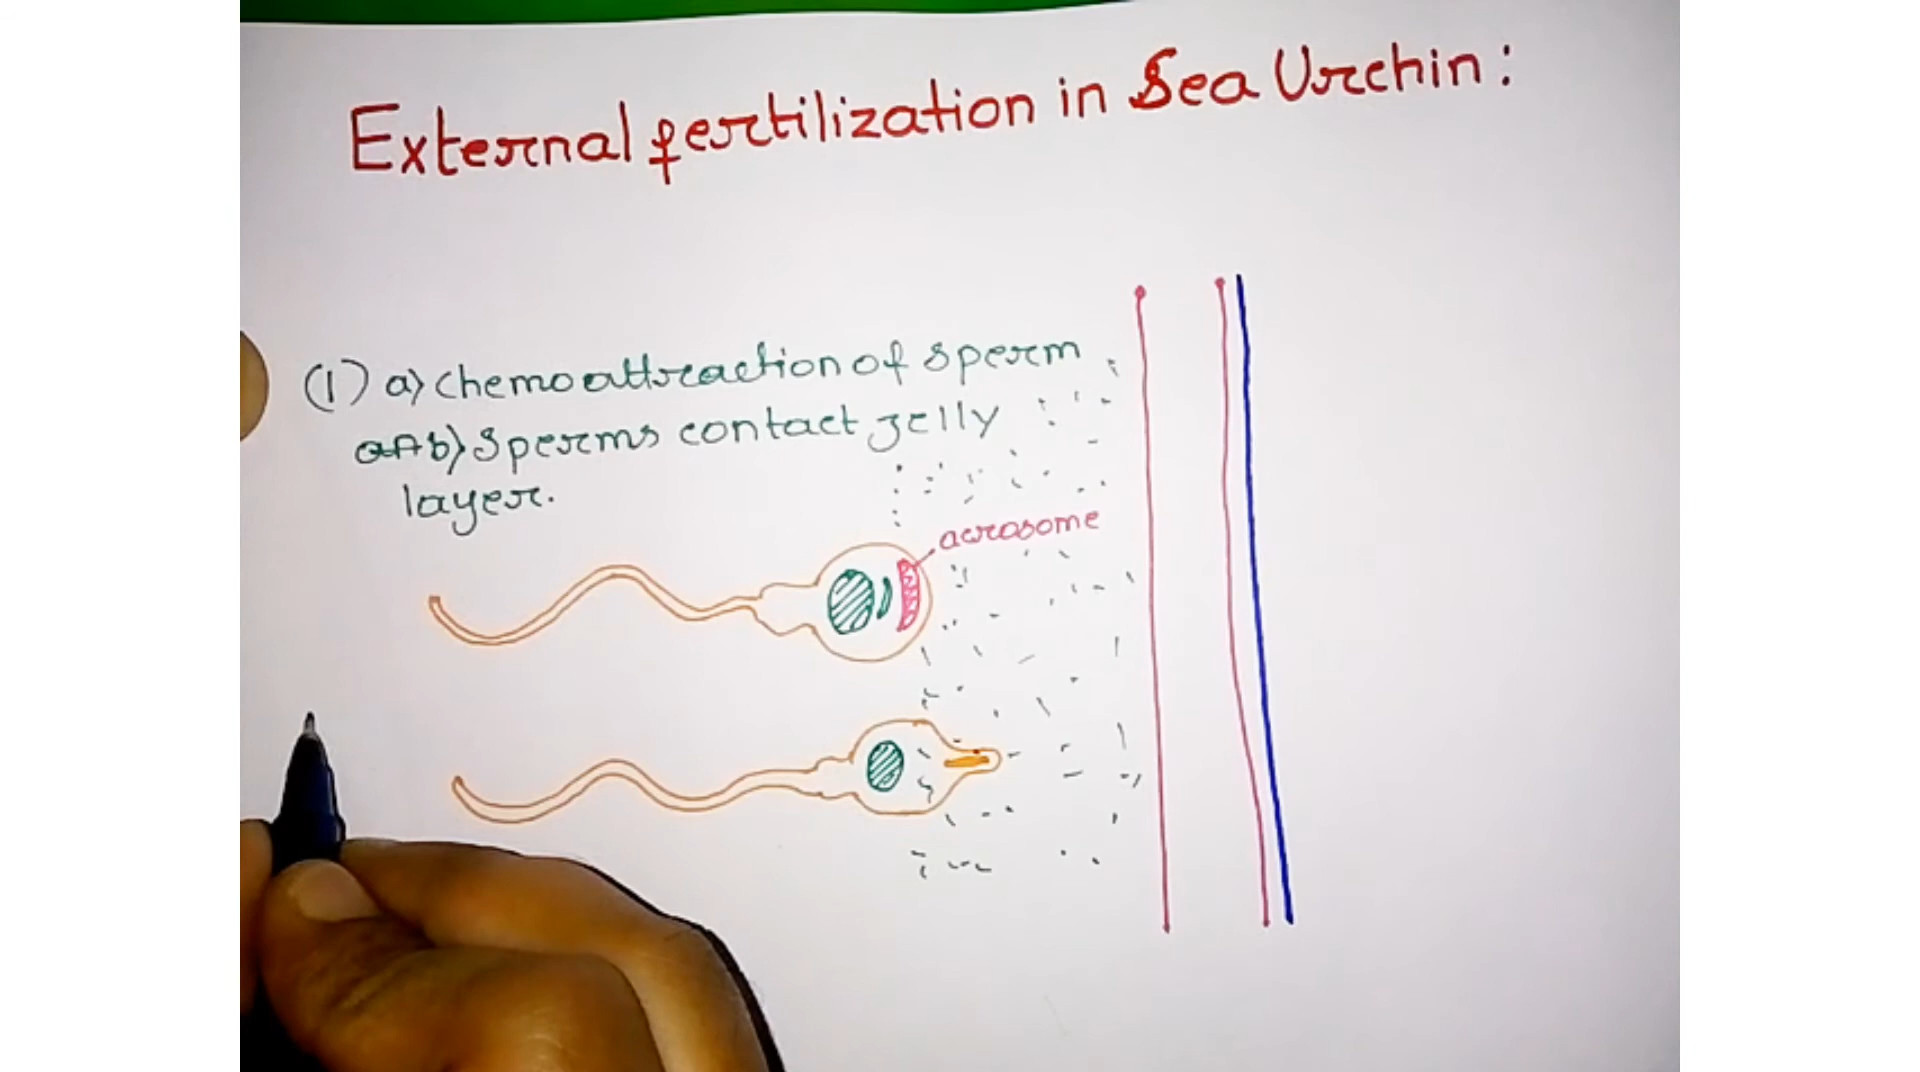 External fertilization in Sea Urchin:
(1) a) chemoattraction of sperm
b) Sperms contact jelly
layer.
acrosome